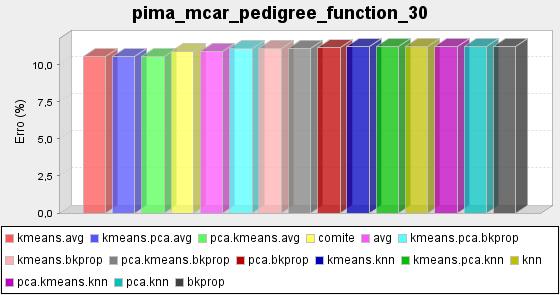 pima_mcar_pedigree_function_30
Erro (%)
10,0
7,5
5,0
2,5
0,0
kmeans.avg kmeans.pca.avg pca.kmeans.avg comite avg kmeans.pca.bkprop
kmeans.bkprop pca.kmeans.bkprop pca.bkprop kmeans.knn kmeans.pca.knn knn
pca.kmeans.knn pca.knn bkprop